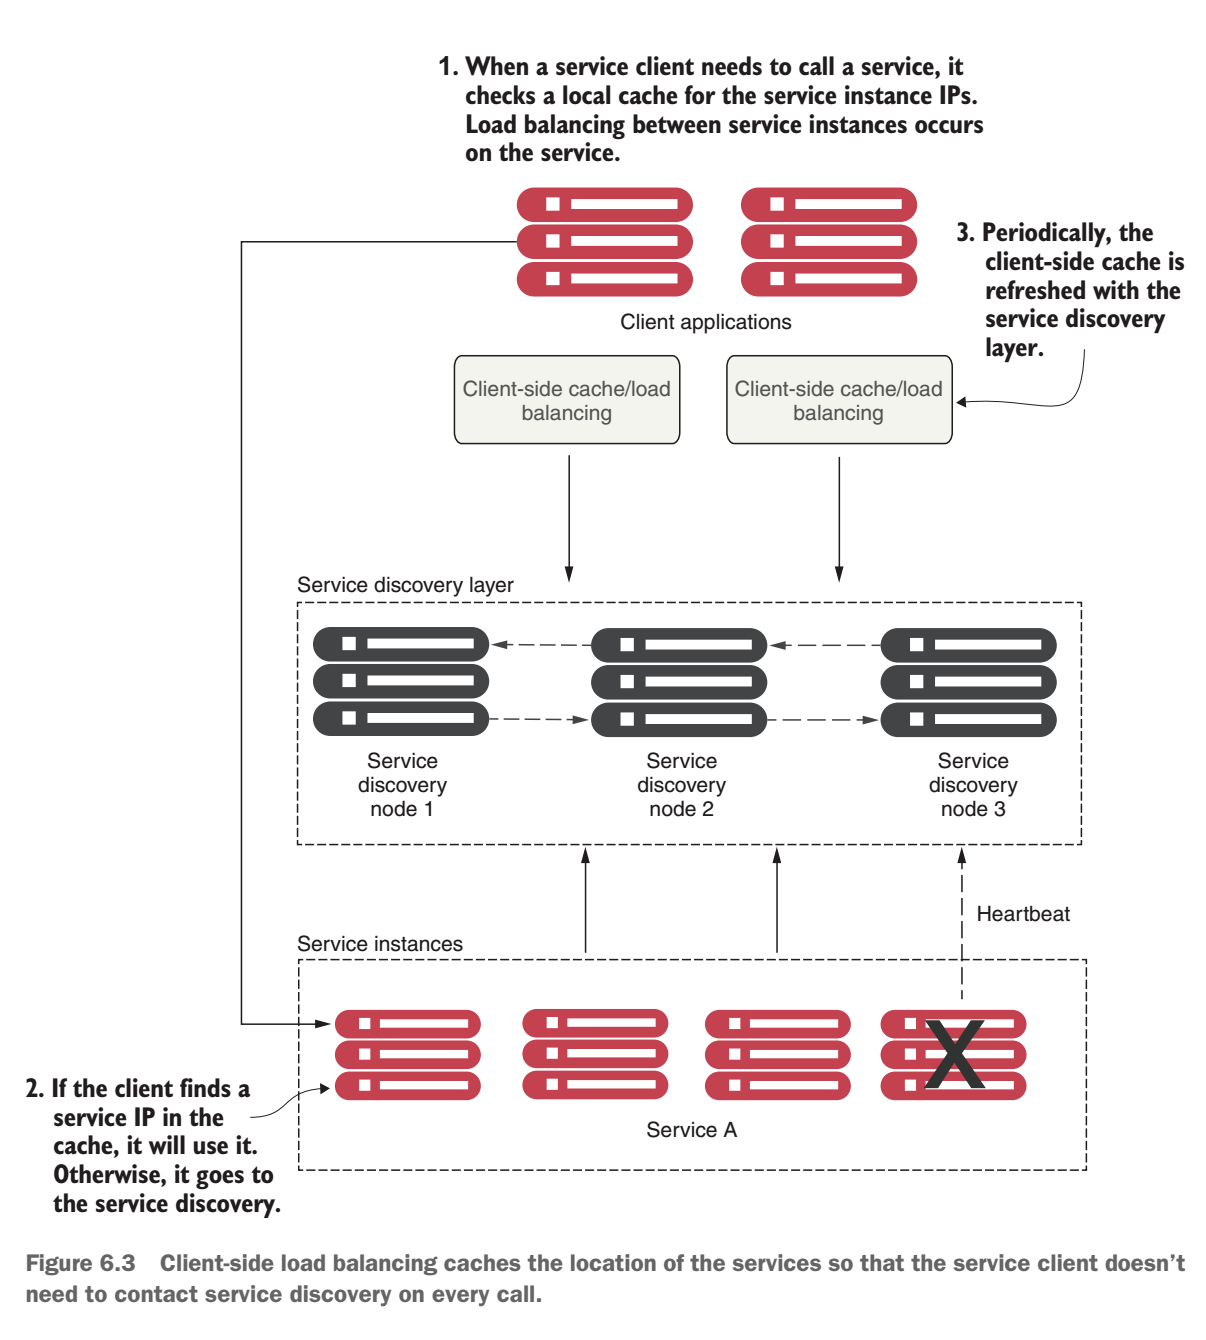 1. When a service client needs to call a service, it
checks a local cache for the service instance IPs.
Load balancing between service instances occurs
on the service.
3. Periodically, the
client-side cache is
refreshed with the
service discovery
layer.
Client applications
Client-side cache/load
balancing
Client-side cache/load
balancing
Service discovery layer
Service
discovery
node 1
Service
discovery
node 2
Service
discovery
node 3
Heartbeat
Service instances
X
Service A
2. If the client finds a
service IP in the
cache, it will use it.
Otherwise, it goes to
the service discovery.
Figure 6.3 Client-side load balancing caches the location of the services so that the service client doesn’t
need to contact service discovery on every call.